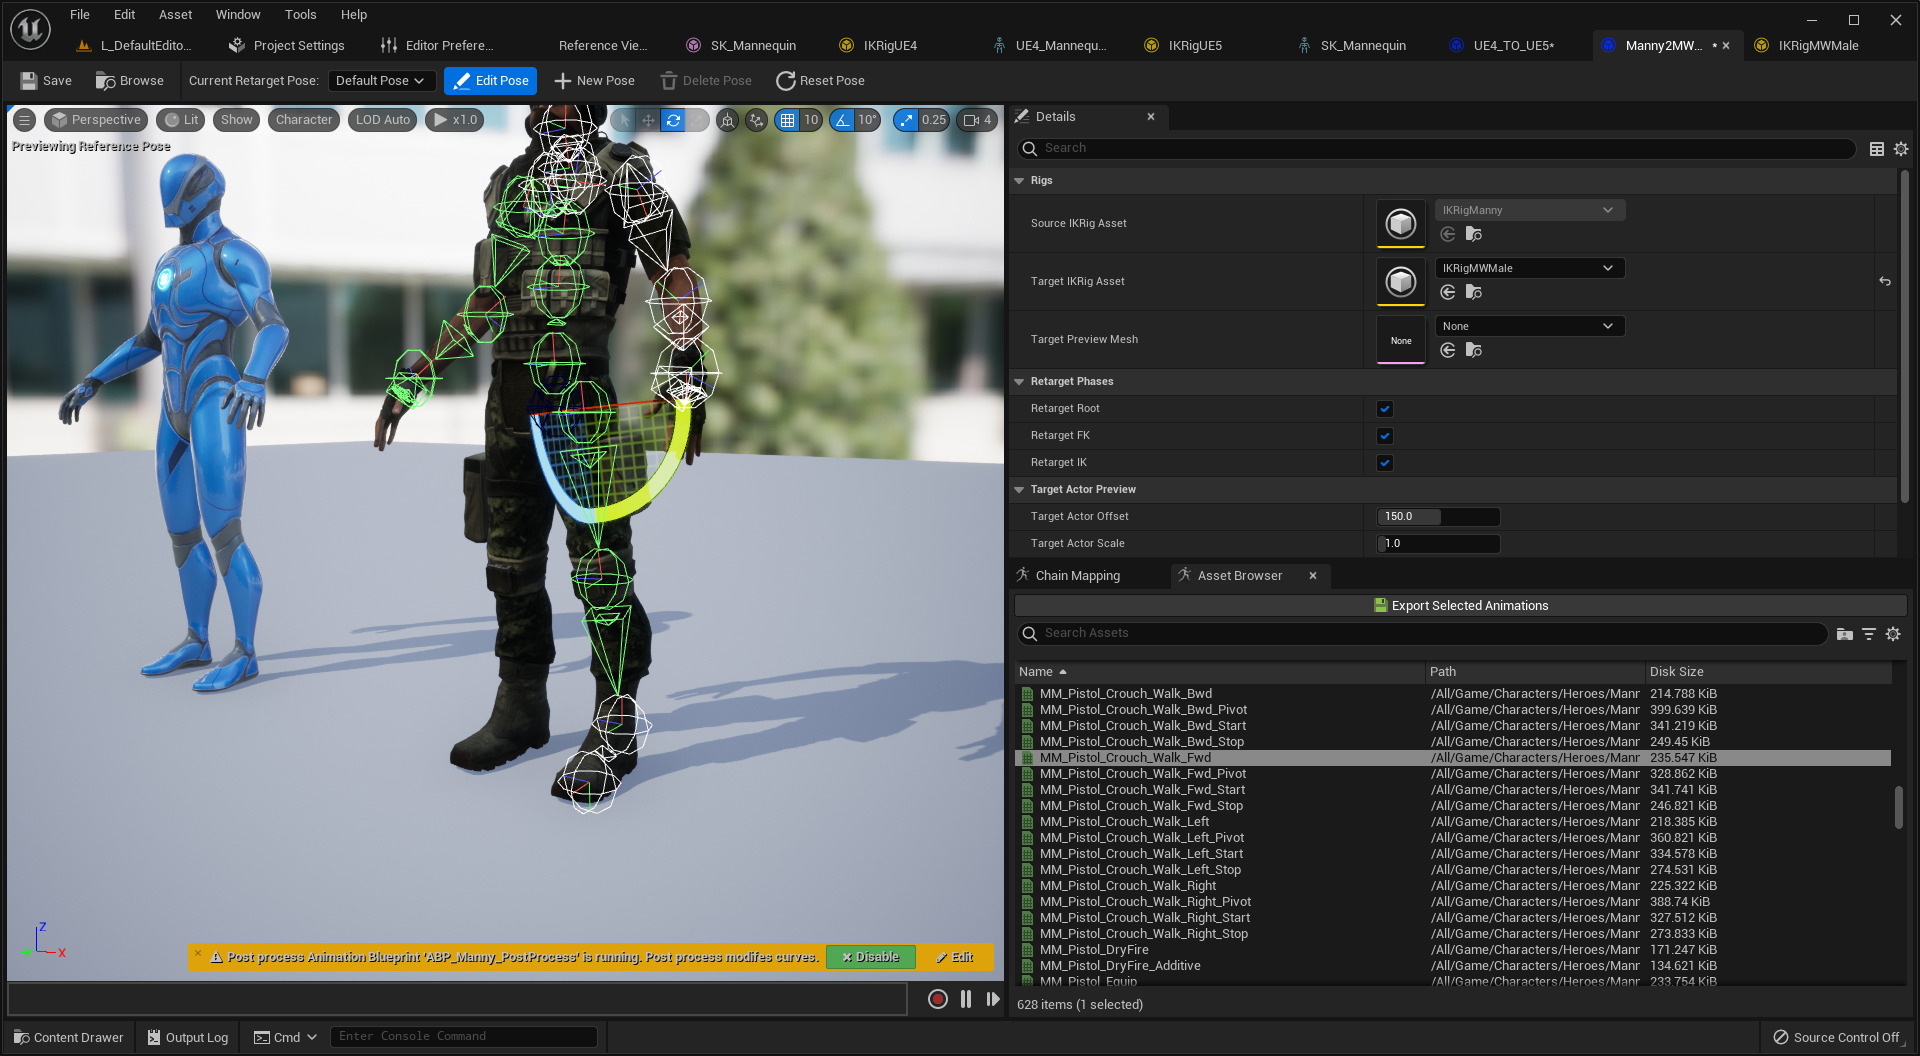 File Edit Asset Window Tools Help
L_DefaultEdito... Project Settings Editor Prefere... Reference Vie... SK_Mannequin IKRigUE4 UE4_Mannequ... IKRigUE5 SK_Mannequin UE4_TO_UE5* Manny2MW... * IKRigMWMale
Save Browse Current Retarget Pose: Default Pose Edit Pose New Pose Delete Pose Reset Pose
Perspective Lit Show Character LOD Auto x1.0 10 10° 0.25 4
Previewing Reference Pose
Z
X
Post process Animation Blueprint 'ABP_Manny_PostProcess' is running. Post process modifes curves. Disable Edit
Details
Search
Rigs
Source IKRig Asset IKRigManny
Target IKRig Asset IKRigMWMale
Target Preview Mesh None None
Retarget Phases
Retarget Root
Retarget FK
Retarget IK
Target Actor Preview
Target Actor Offset 150.0
Target Actor Scale 1.0
Chain Mapping Asset Browser
Export Selected Animations
Search Assets
Name Path Disk Size
MM_Pistol_Crouch_Walk_Bwd /All/Game/Characters/Heroes/Manr 214.788 KiB
MM_Pistol_Crouch_Walk_Bwd_Pivot /All/Game/Characters/Heroes/Manr 399.639 KiB
MM_Pistol_Crouch_Walk_Bwd_Start /All/Game/Characters/Heroes/Manr 341.219 KiB
MM_Pistol_Crouch_Walk_Bwd_Stop /All/Game/Characters/Heroes/Manr 249.45 KiB
MM_Pistol_Crouch_Walk_Fwd /All/Game/Characters/Heroes/Manr 235.547 KiB
MM_Pistol_Crouch_Walk_Fwd_Pivot /All/Game/Characters/Heroes/Manr 328.862 KiB
MM_Pistol_Crouch_Walk_Fwd_Start /All/Game/Characters/Heroes/Manr 341.741 KiB
MM_Pistol_Crouch_Walk_Fwd_Stop /All/Game/Characters/Heroes/Manr 246.821 KiB
MM_Pistol_Crouch_Walk_Left /All/Game/Characters/Heroes/Manr 218.385 KiB
MM_Pistol_Crouch_Walk_Left_Pivot /All/Game/Characters/Heroes/Manr 360.821 KiB
MM_Pistol_Crouch_Walk_Left_Start /All/Game/Characters/Heroes/Manr 334.578 KiB
MM_Pistol_Crouch_Walk_Left_Stop /All/Game/Characters/Heroes/Manr 274.531 KiB
MM_Pistol_Crouch_Walk_Right /All/Game/Characters/Heroes/Manr 225.322 KiB
MM_Pistol_Crouch_Walk_Right_Pivot /All/Game/Characters/Heroes/Manr 388.74 KiB
MM_Pistol_Crouch_Walk_Right_Start /All/Game/Characters/Heroes/Manr 327.512 KiB
MM_Pistol_Crouch_Walk_Right_Stop /All/Game/Characters/Heroes/Manr 273.833 KiB
MM_Pistol_DryFire /All/Game/Characters/Heroes/Manr 171.247 KiB
MM_Pistol_DryFire_Additive /All/Game/Characters/Heroes/Manr 134.621 KiB
MM_Pistol_Equip /All/Game/Characters/Heroes/Manr 233.754 KiB
628 items (1 selected)
Content Drawer Output Log Cmd Enter Console Command Source Control Off